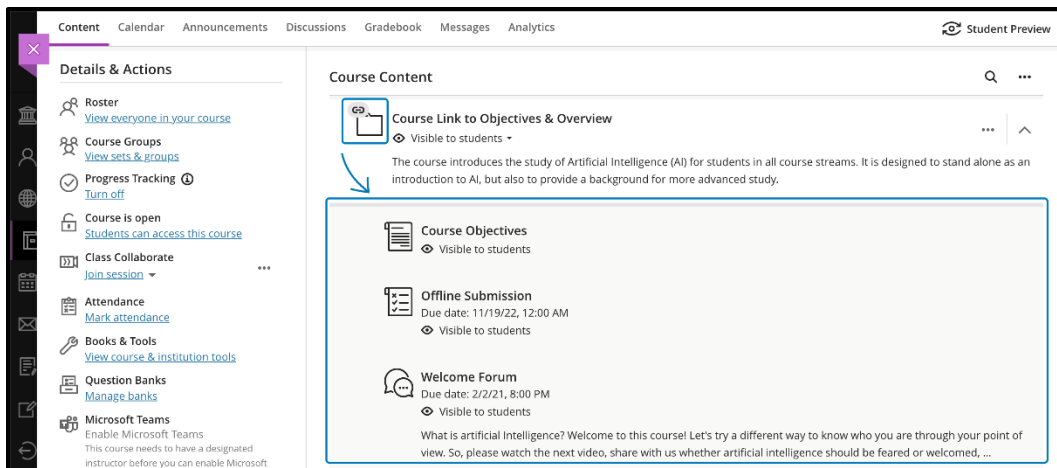 Content Calendar Announcements Discussions Gradebook Messages Analytics Student Preview
Details & Actions
Roster
View everyone in your course
Course Groups
View sets & groups
Progress Tracking
Turn off
Course is open
Students can access this course
Class Collaborate
Join session
Attendance
Mark attendance
Books & Tools
View course & institution tools
Question Banks
Manage banks
Microsoft Teams
Enable Microsoft Teams
This course needs to have a designated
instructor before you can enable Microsoft
Course Content
Course Link to Objectives & Overview
Visible to students
The course introduces the study of Artificial Intelligence (AI) for students in all course streams. It is designed to stand alone as an
introduction to AI, but also to provide a background for more advanced study.
Course Objectives
Visible to students
Offline Submission
Due date: 11/19/22, 12:00 AM
Visible to students
Welcome Forum
Due date: 2/2/21, 8:00 PM
Visible to students
What is artificial Intelligence? Welcome to this course! Let's try a different way to know who you are through your point of
view. So, please watch the next video, share with us whether artificial intelligence should be feared or welcomed, ...